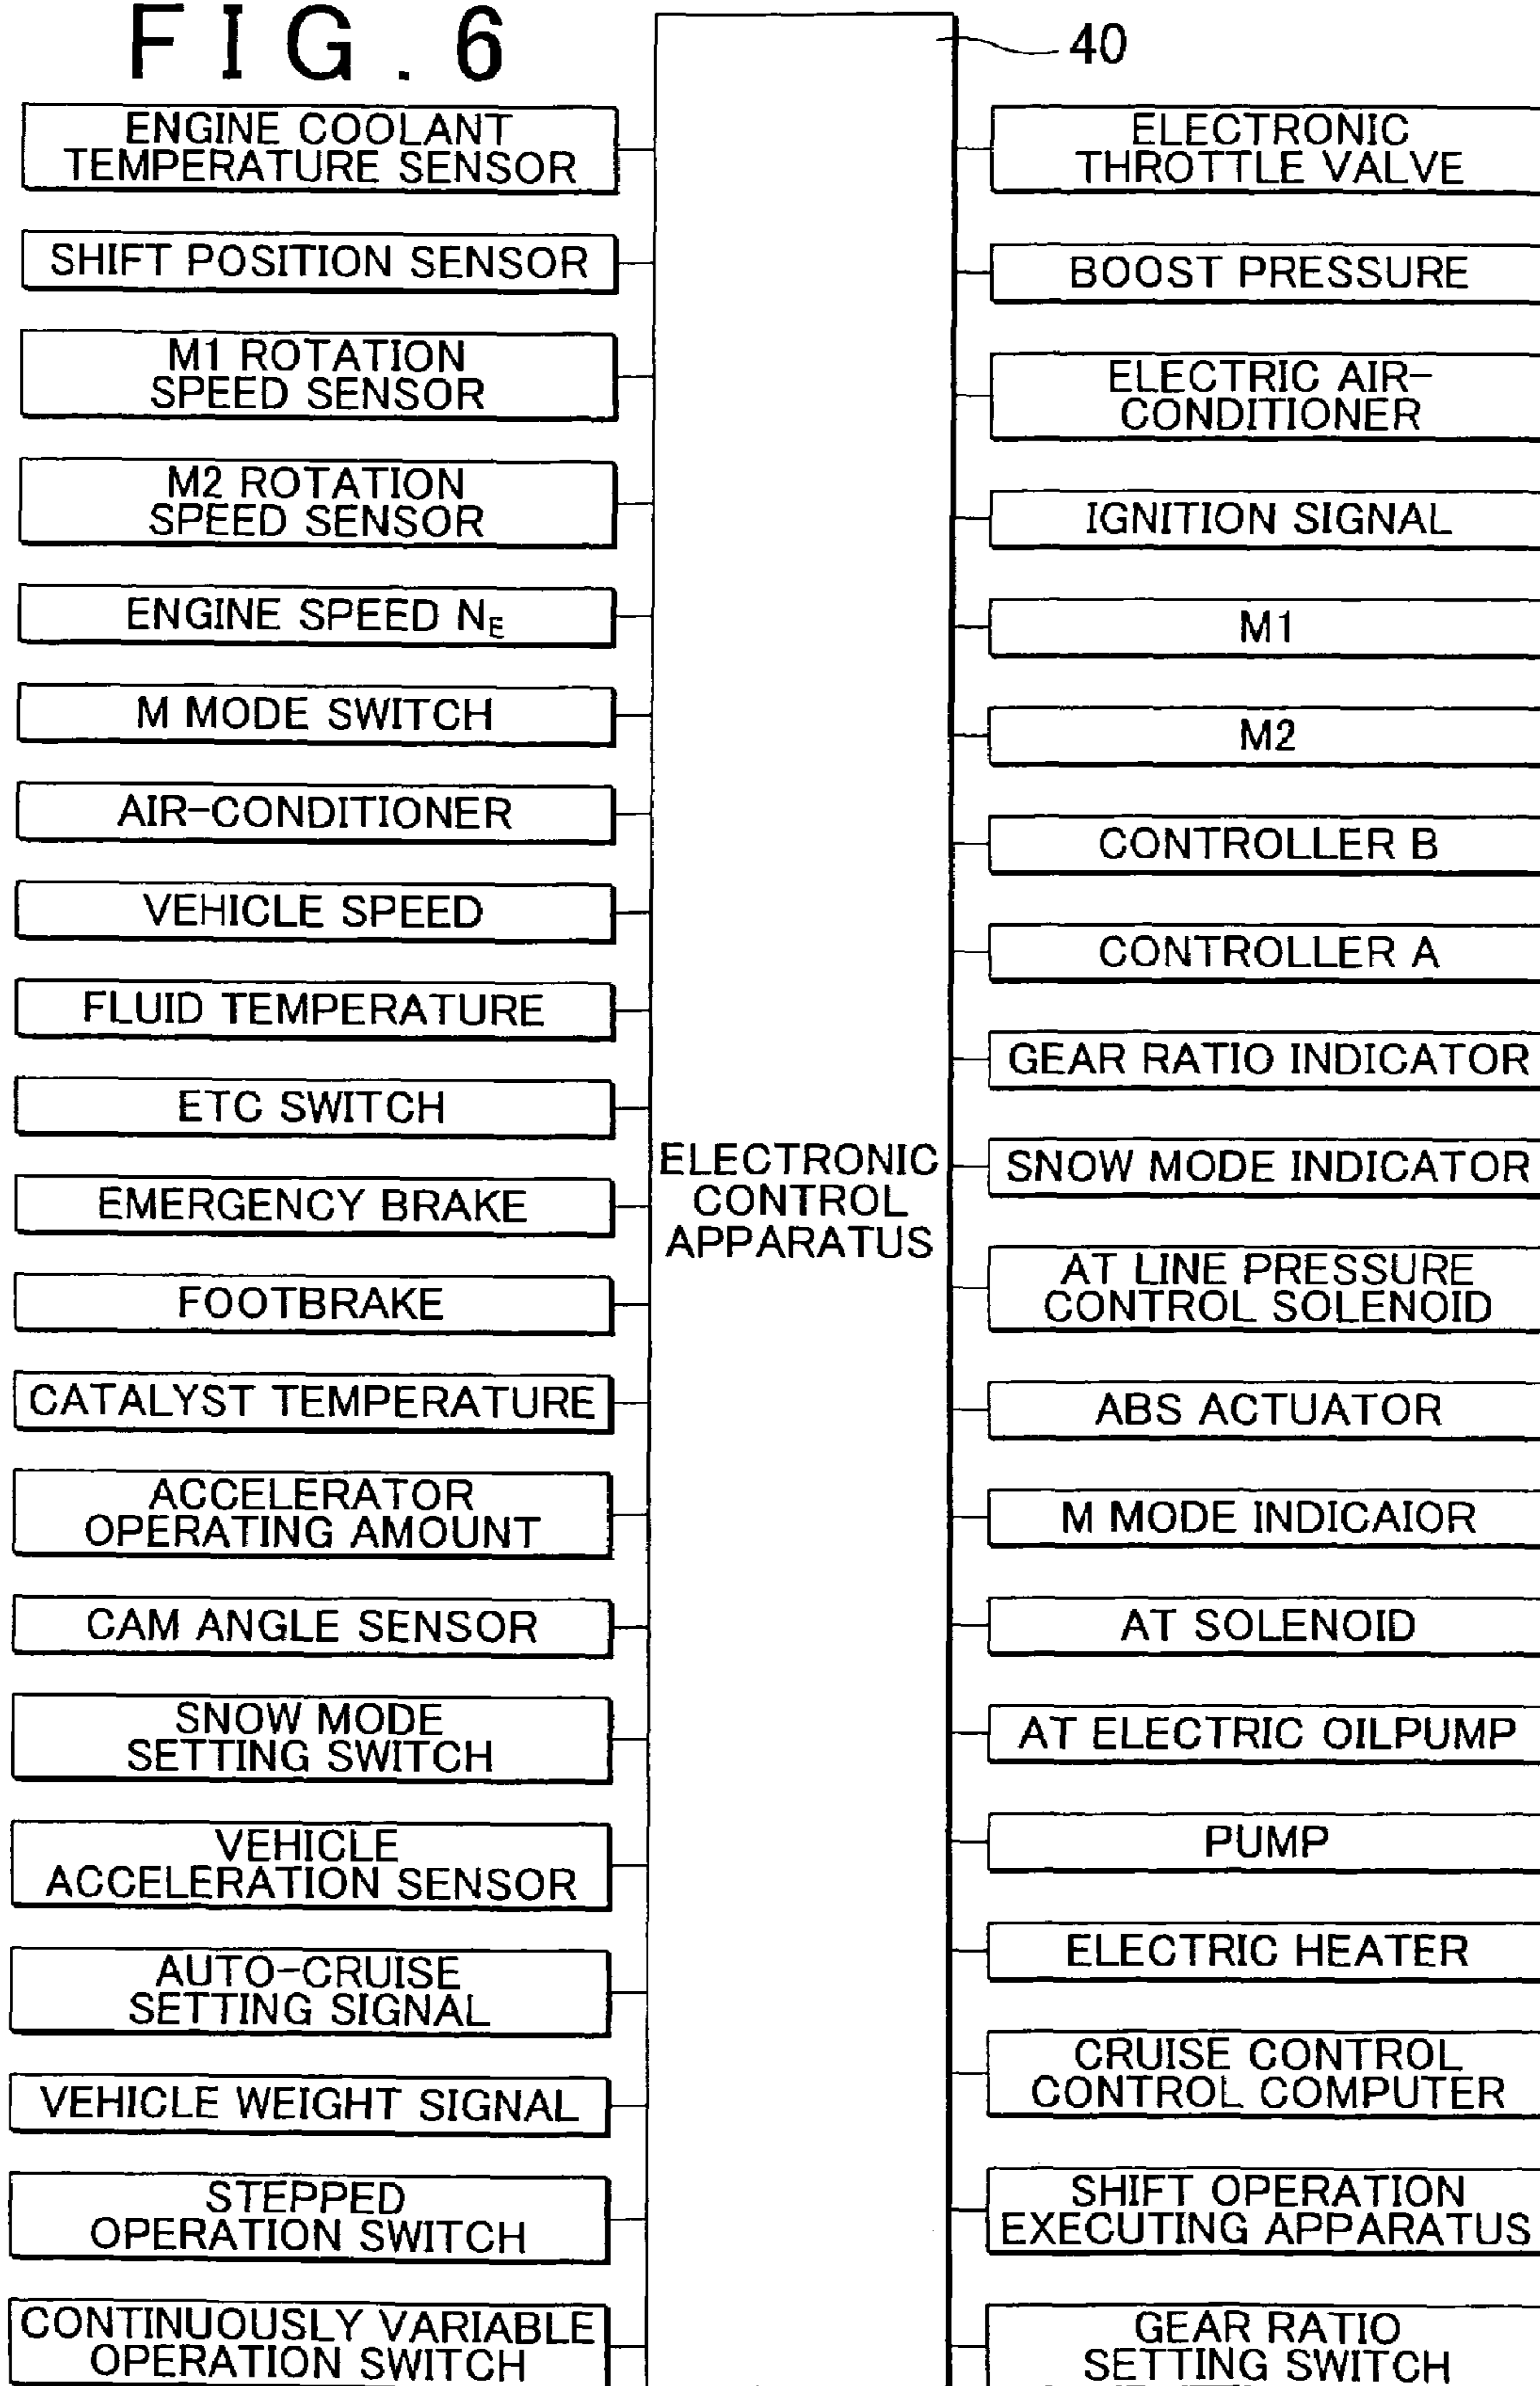 FIG. 6
40
ENGINE COOLANT
TEMPERATURE SENSOR
SHIFT POSITION SENSOR
M1 ROTATION
SPEED SENSOR
M2 ROTATION
SPEED SENSOR
ENGINE SPEED NE
M MODE SWITCH
AIR-CONDITIONER
VEHICLE SPEED
FLUID TEMPERATURE
ETC SWITCH
EMERGENCY BRAKE
FOOTBRAKE
CATALYST TEMPERATURE
ACCELERATOR
OPERATING AMOUNT
CAM ANGLE SENSOR
SNOW MODE
SETTING SWITCH
VEHICLE
ACCELERATION SENSOR
AUTO-CRUISE
SETTING SIGNAL
VEHICLE WEIGHT SIGNAL
STEPPED
OPERATION SWITCH
CONTINUOUSLY VARIABLE
OPERATION SWITCH
ELECTRONIC
CONTROL
APPARATUS
ELECTRONIC
THROTTLE VALVE
BOOST PRESSURE
ELECTRIC AIR-
CONDITIONER
IGNITION SIGNAL
M1
M2
CONTROLLER B
CONTROLLER A
GEAR RATIO INDICATOR
SNOW MODE INDICATOR
AT LINE PRESSURE
CONTROL SOLENOID
ABS ACTUATOR
M MODE INDICAIOR
AT SOLENOID
AT ELECTRIC OILPUMP
PUMP
ELECTRIC HEATER
CRUISE CONTROL
CONTROL COMPUTER
SHIFT OPERATION
EXECUTING APPARATUS
GEAR RATIO
SETTING SWITCH